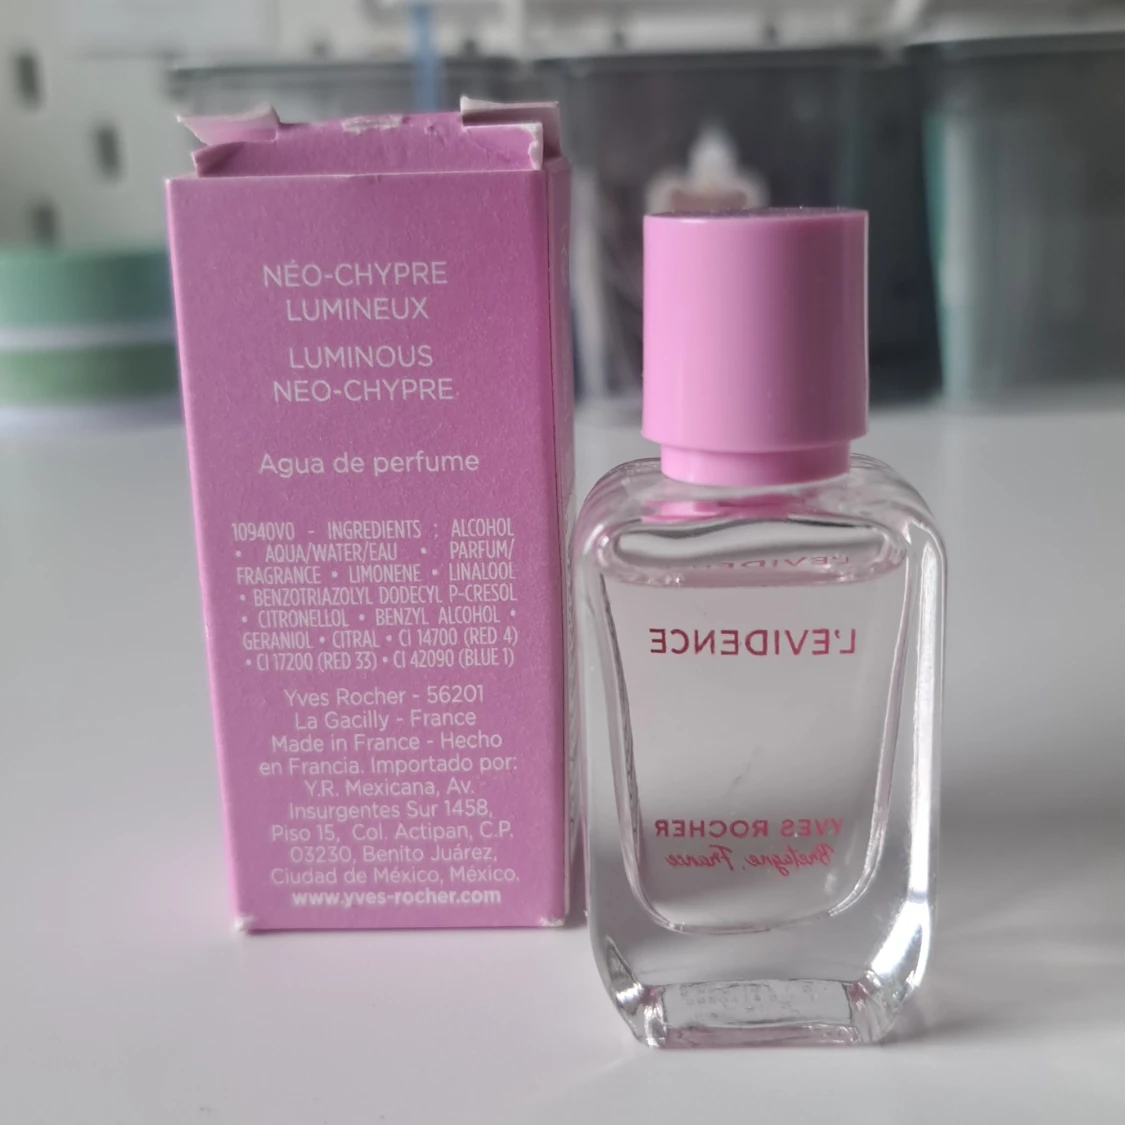 NÉO-CHYPRE
LUMINEUX
LUMINOUS
NEO-CHYPRE
Agua de perfume
10940V0 - INGREDIENTS : ALCOHOL
• AQUA/WATER/EAU • PARFUM/
FRAGRANCE • LIMONENE • LINALOOL
• BENZOTRIAZOLYL DODECYL P-CRESOL
• CITRONELLOL • BENZYL ALCOHOL •
GERANIOL • CITRAL • CI 14700 (RED 4)
• CI 17200 (RED 33) • CI 42090 (BLUE 1)
Yves Rocher - 56201
La Gacilly - France
Made in France - Hecho
en Francia. Importado por:
Y.R. Mexicana, Av.
Insurgentes Sur 1458,
Piso 15, Col. Actipan, C.P.
03230, Benito Juárez,
Ciudad de México, México.
www.yves-rocher.com
L'EVIDENCE
YVES ROCHER
Bretagne, France